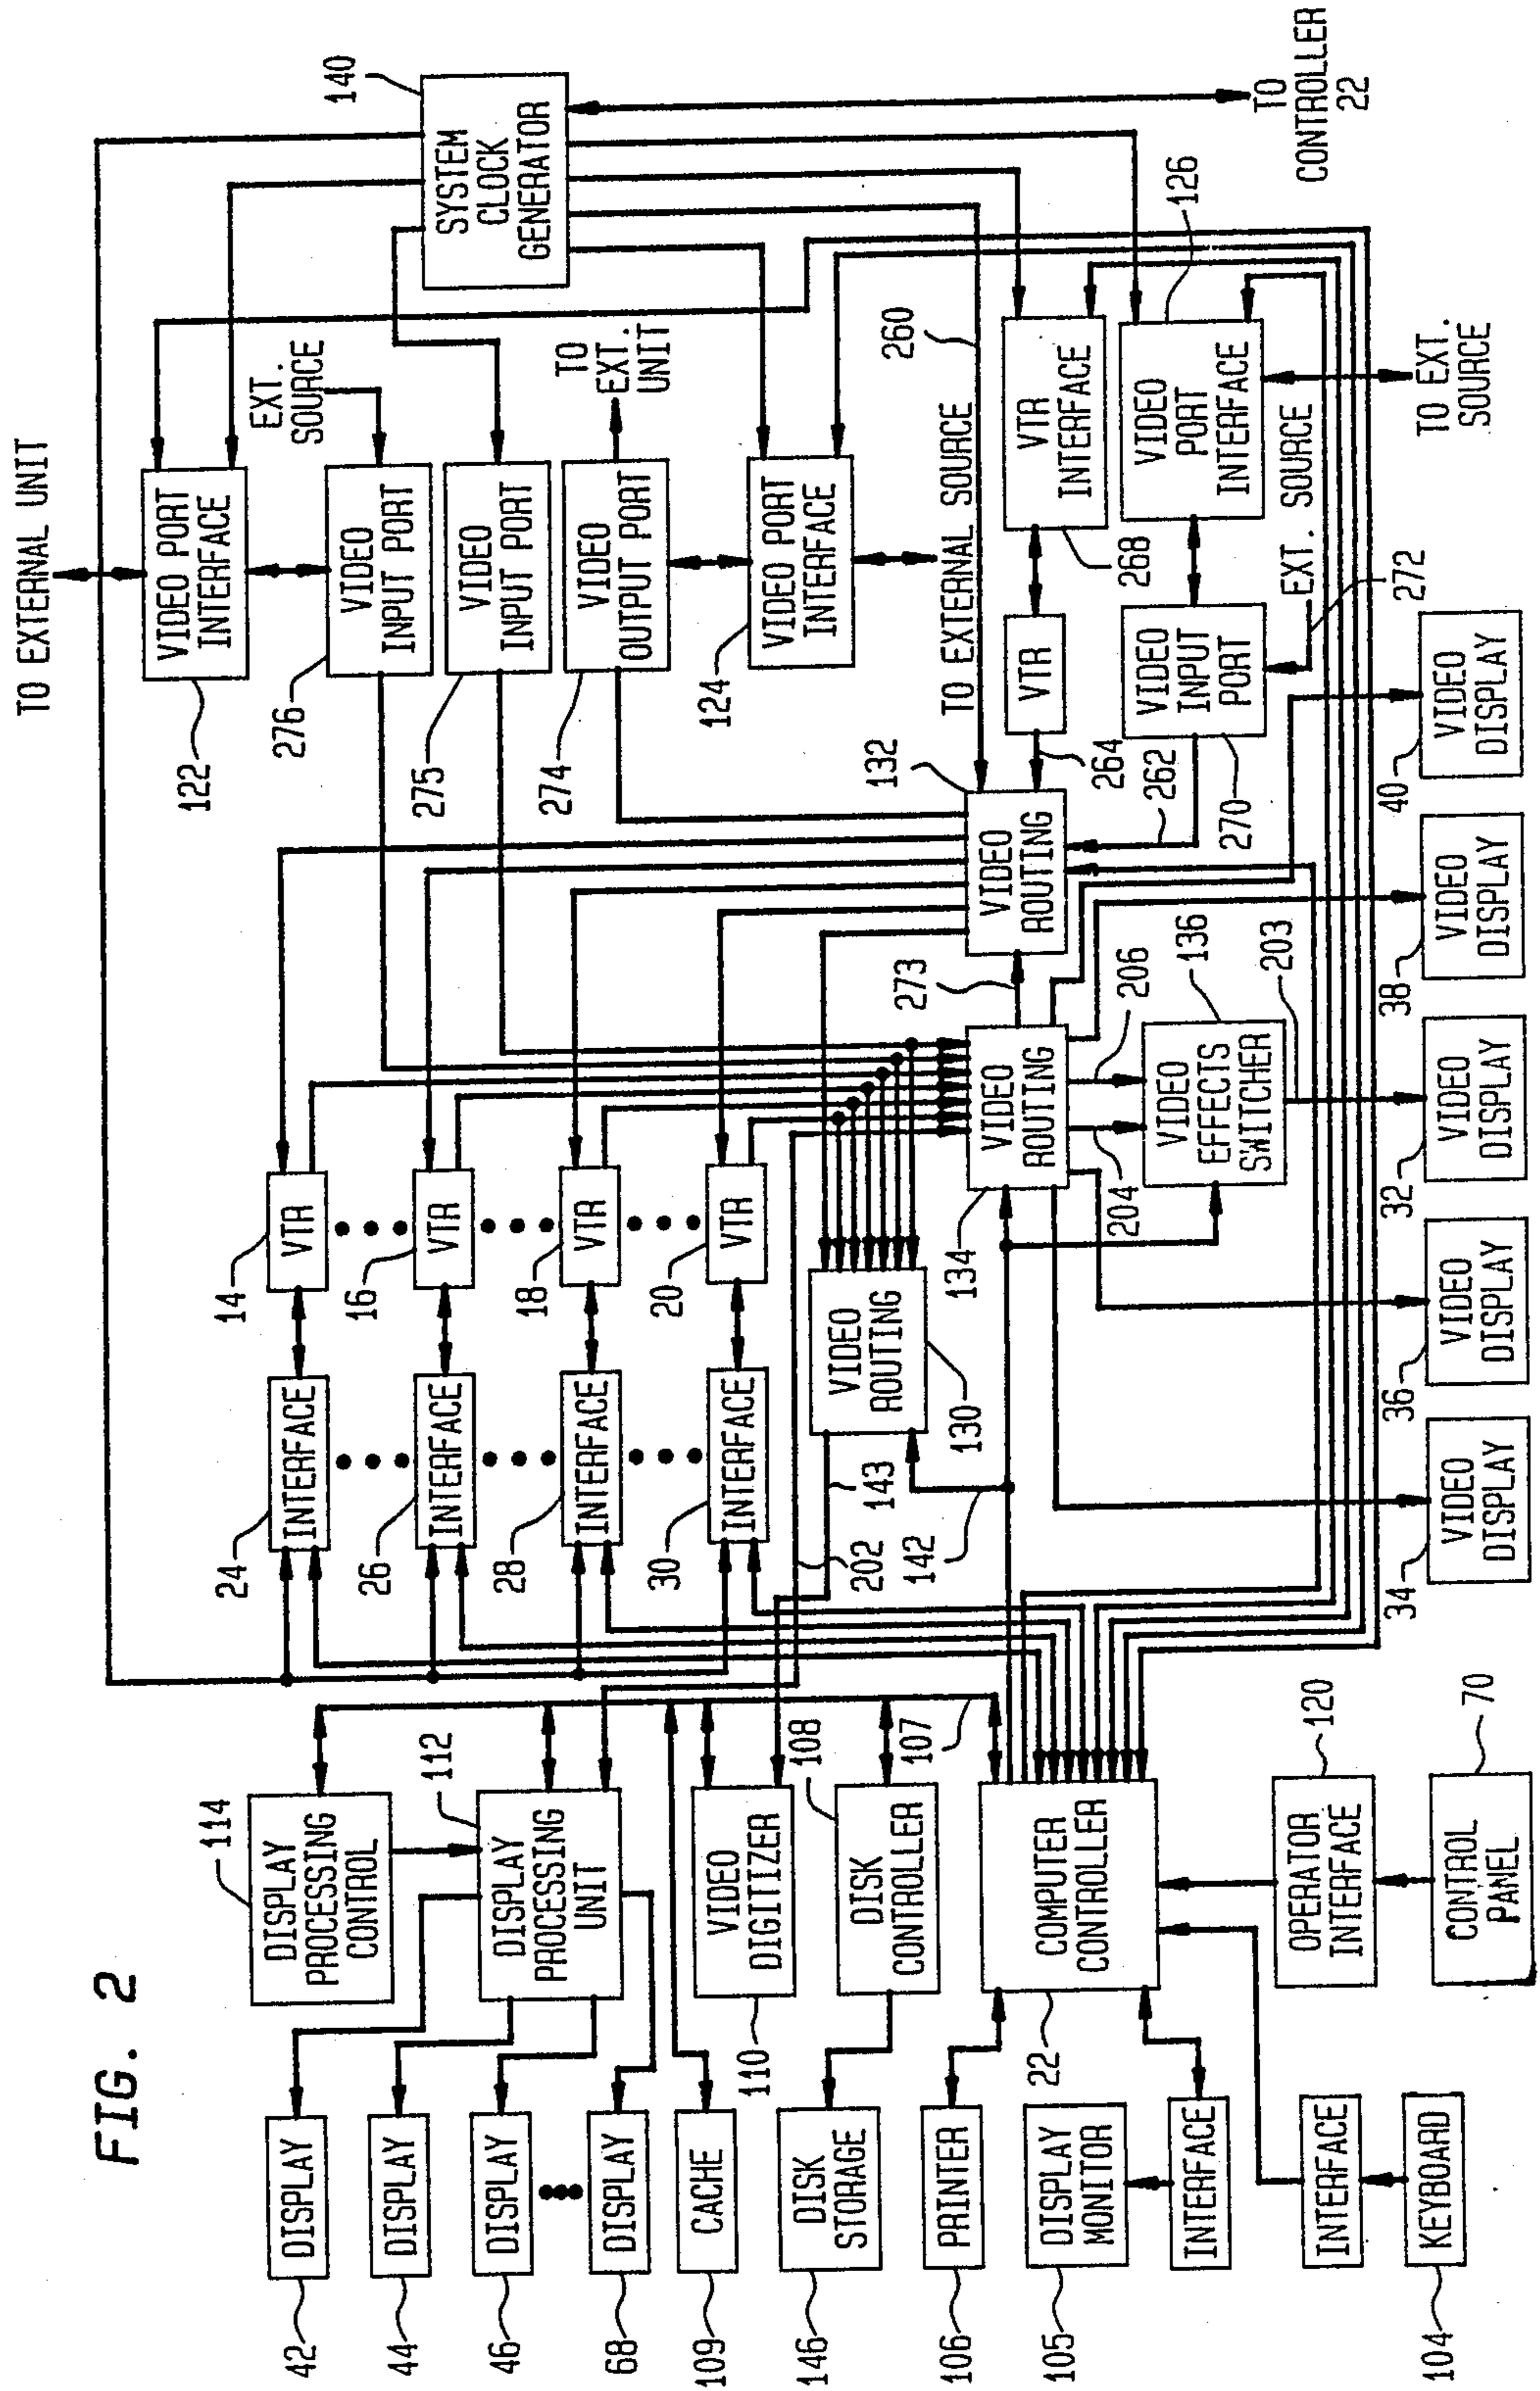 FIG. 2
42
DISPLAY
44
DISPLAY
46
DISPLAY
68
DISPLAY
109
CACHE
146
DISK
STORAGE
106
PRINTER
105
DISPLAY
MONITOR
INTERFACE
INTERFACE
104
KEYBOARD
114
DISPLAY
PROCESSING
CONTROL
112
DISPLAY
PROCESSING
UNIT
110
VIDEO
DIGITIZER
108
DISK
CONTROLLER
107
22
COMPUTER
CONTROLLER
120
OPERATOR
INTERFACE
70
CONTROL
PANEL
24
INTERFACE
26
INTERFACE
28
INTERFACE
30
INTERFACE
202
143
142
14
VTR
16
VTR
18
VTR
20
VTR
VIDEO
ROUTING
130
134
VIDEO
ROUTING
204
206
273
VIDEO
EFFECTS
SWITCHER
136
203
132
VIDEO
ROUTING
264
262
VTR
268
VTR
INTERFACE
270
VIDEO
INPUT
PORT
126
VIDEO
PORT
INTERFACE
EXT. SOURCE
272
TO EXT.
SOURCE
34
VIDEO
DISPLAY
36
VIDEO
DISPLAY
32
VIDEO
DISPLAY
38
VIDEO
DISPLAY
40
VIDEO
DISPLAY
TO EXTERNAL UNIT
122
VIDEO PORT
INTERFACE
276
VIDEO
INPUT PORT
EXT.
SOURCE
275
VIDEO
INPUT PORT
274
VIDEO
OUTPUT PORT
TO
EXT.
UNIT
124
VIDEO PORT
INTERFACE
TO EXTERNAL SOURCE
260
140
SYSTEM
CLOCK
GENERATOR
TO
CONTROLLER
22